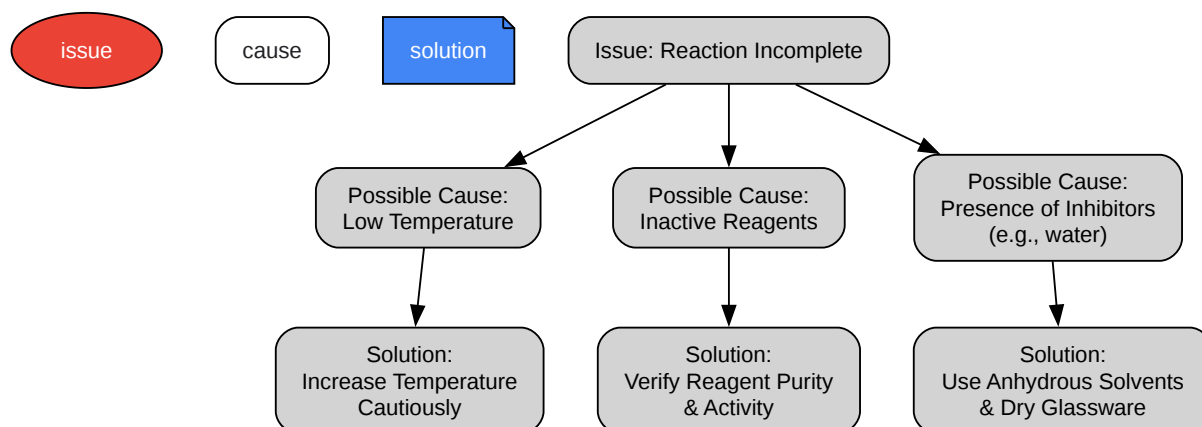 issue
cause
solution
Issue: Reaction Incomplete
Possible Cause:
Low Temperature
Possible Cause:
Inactive Reagents
Possible Cause:
Presence of Inhibitors
(e.g., water)
Solution:
Increase Temperature
Cautiously
Solution:
Verify Reagent Purity
& Activity
Solution:
Use Anhydrous Solvents
& Dry Glassware